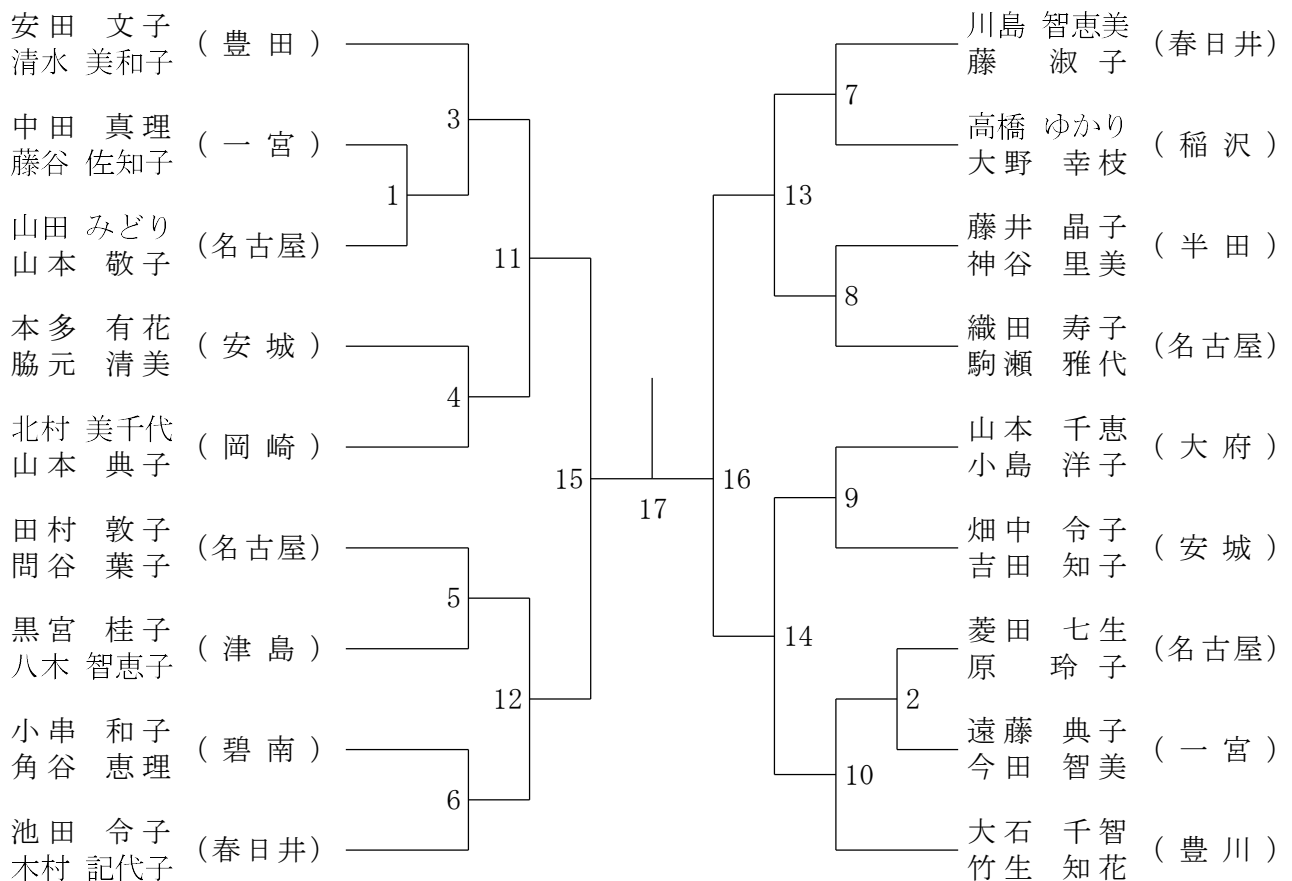 安田 文子
清水 美和子
(豊田)
中田 真理
藤谷 佐知子
(一宮)
山田 みどり
山本 敬子
(名古屋)
本多 有花
脇元 清美
(安城)
北村 美千代
山本 典子
(岡崎)
田村 敦子
問谷 葉子
(名古屋)
黒宮 桂子
八木 智恵子
(津島)
小串 和子
角谷 恵理
(碧南)
池田 令子
木村 記代子
(春日井)
3
1
11
4
15
5
12
6
17
川島 智恵美
藤 淑子
(春日井)
高橋 ゆかり
大野 幸枝
(稲沢)
藤井 晶子
神谷 里美
(半田)
織田 寿子
駒瀬 雅代
(名古屋)
山本 千恵
小島 洋子
(大府)
畑中 令子
吉田 知子
(安城)
菱田 七生
原 玲子
(名古屋)
遠藤 典子
今田 智美
(一宮)
大石 千智
竹生 知花
(豊川)
7
13
8
16
9
14
2
10